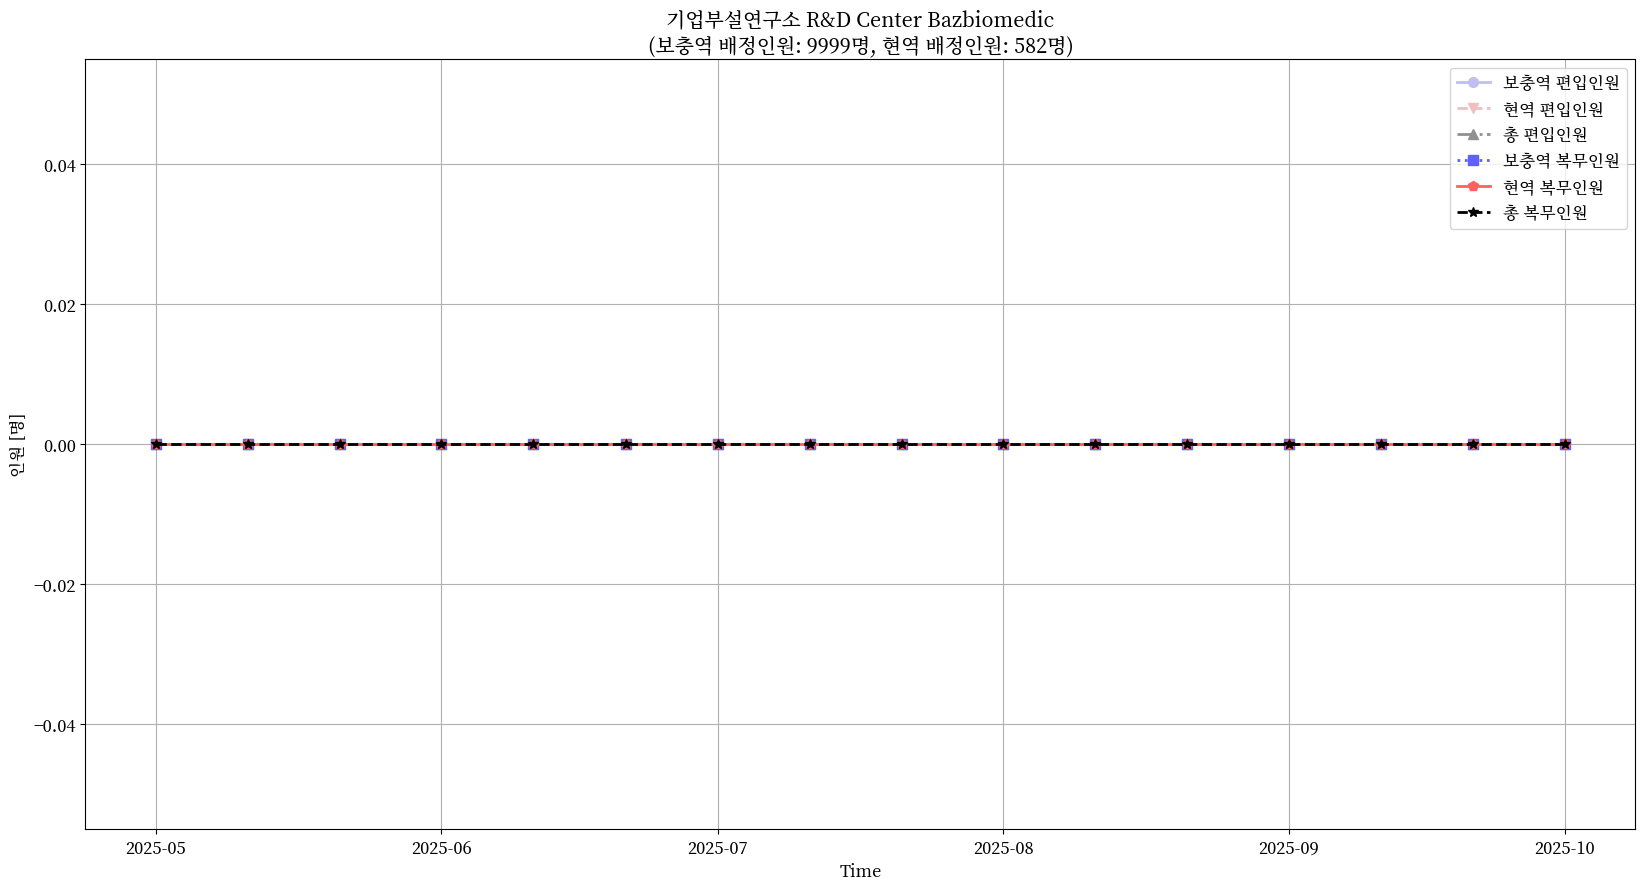 기업부설연구소 R&D Center Bazbiomedic
(보충역 배정인원: 9999명, 현역 배정인원: 582명)
보충역 편입인원
현역 편입인원
총 편입인원
보충역 복무인원
현역 복무인원
총 복무인원
인원 [명]
0.04
0.02
0.00
−0.02
−0.04
2025-05
2025-06
2025-07
2025-08
2025-09
2025-10
Time